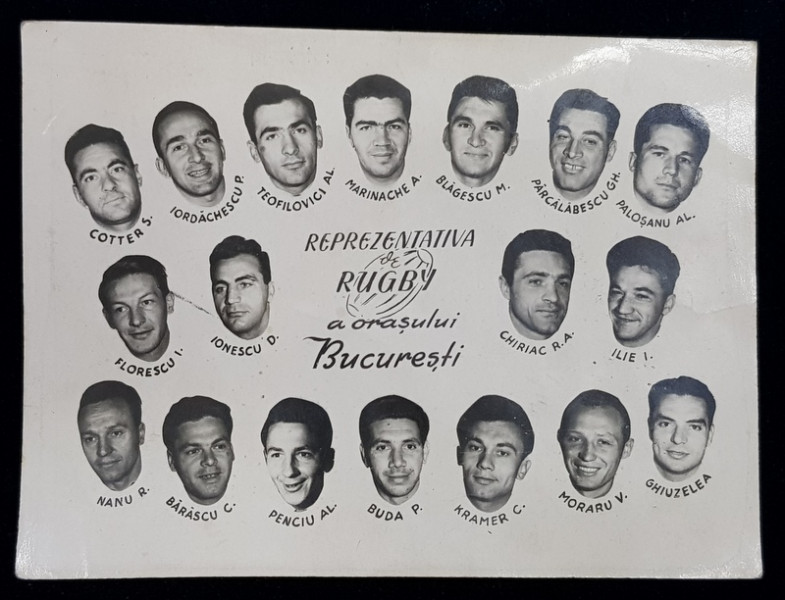 COTTER S.
IORDĂCHESCU P.
TEOFILOVICI AL.
MARINACHE A.
BLĂGESCU M.
PÂRCĂLĂBESCU GH.
PALOȘANU AL.
REPREZENTATIVA
de
RUGBY
a orașului
București
FLORESCU I.
IONESCU D.
CHIRIAC R.A.
ILIE I.
NANU R.
BĂRĂSCU C.
PENCIU AL.
BUDA P.
KRAMER C.
MORARU V.
GHIUZELEA